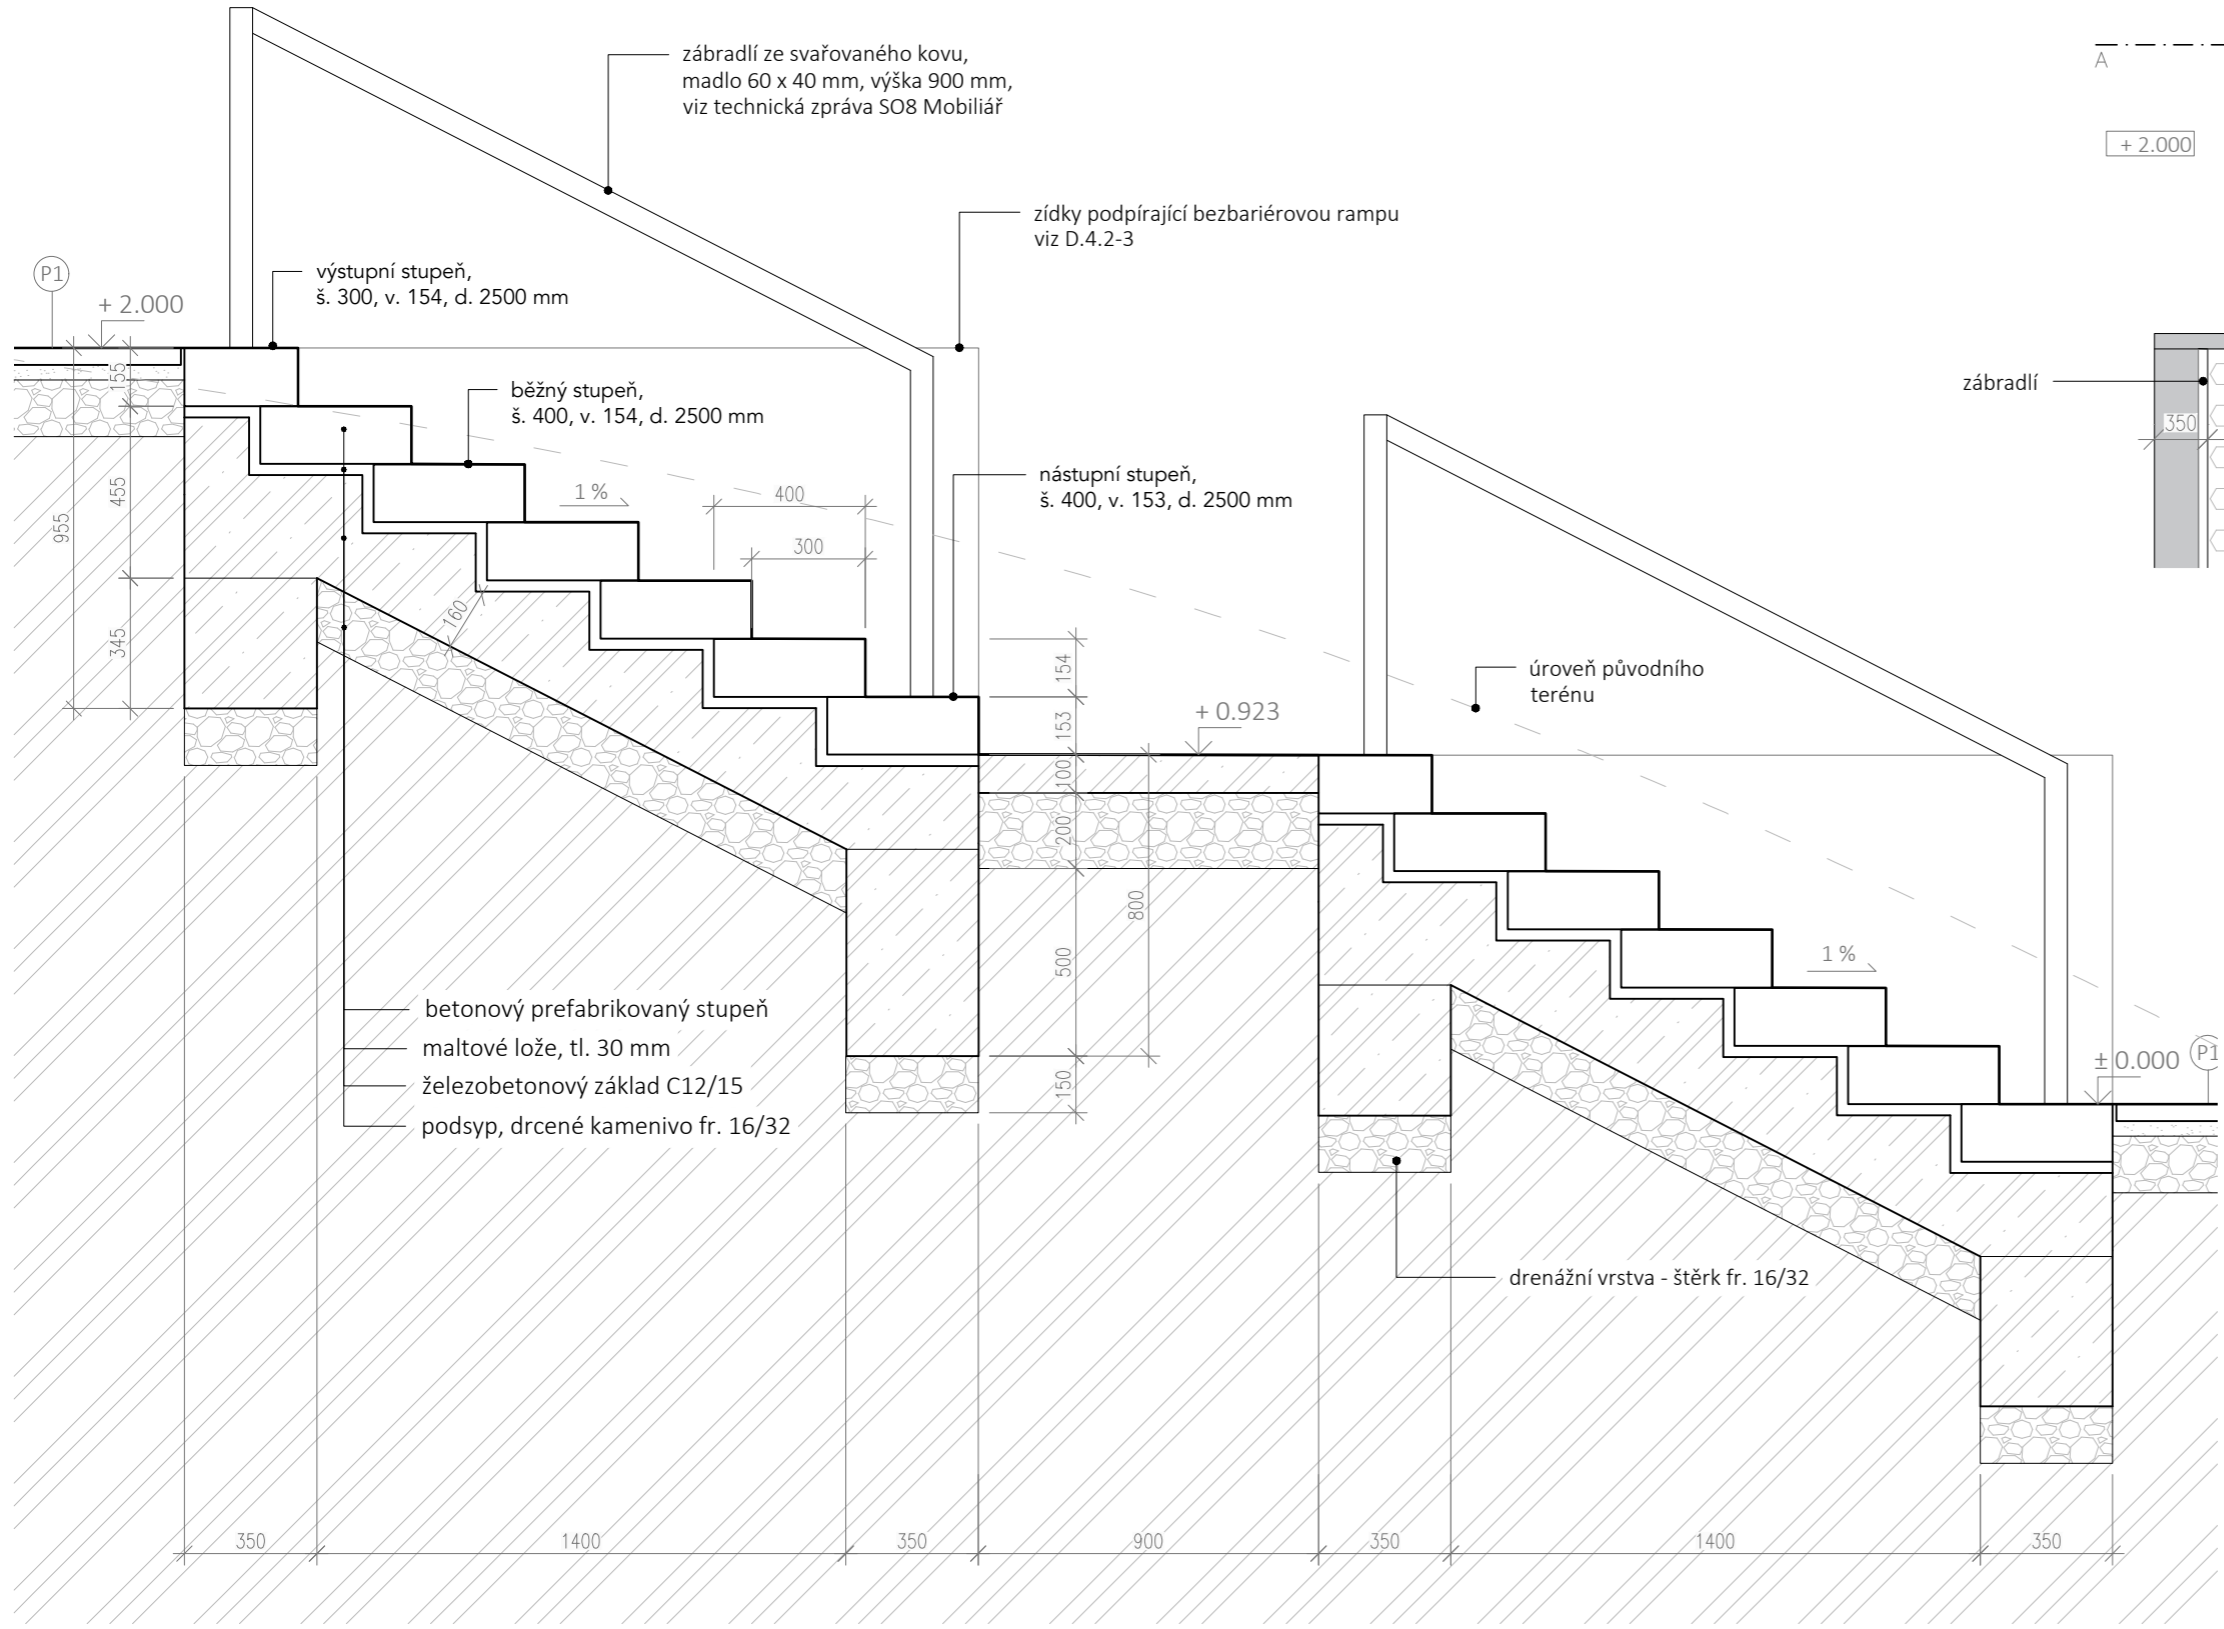 zábradlí ze svařovaného kovu,
madlo 60 x 40 mm, výška 900 mm,
viz technická zpráva SO8 Mobiliář
A
+ 2.000
zídky podpírající bezbariérovou rampu
viz D.4.2-3
P1
+ 2.000
výstupní stupeň,
š. 300, v. 154, d. 2500 mm
běžný stupeň,
š. 400, v. 154, d. 2500 mm
zábradlí
350
155
455
955
345
1 %
400
300
160
nástupní stupeň,
š. 400, v. 153, d. 2500 mm
154
153
100
200
500
150
800
+ 0.923
úroveň původního
terénu
1 %
± 0.000
P1
betonový prefabrikovaný stupeň
maltové lože, tl. 30 mm
železobetonový základ C12/15
podsyp, drcené kamenivo fr. 16/32
drenážní vrstva - štěrk fr. 16/32
350
1400
350
900
350
1400
350